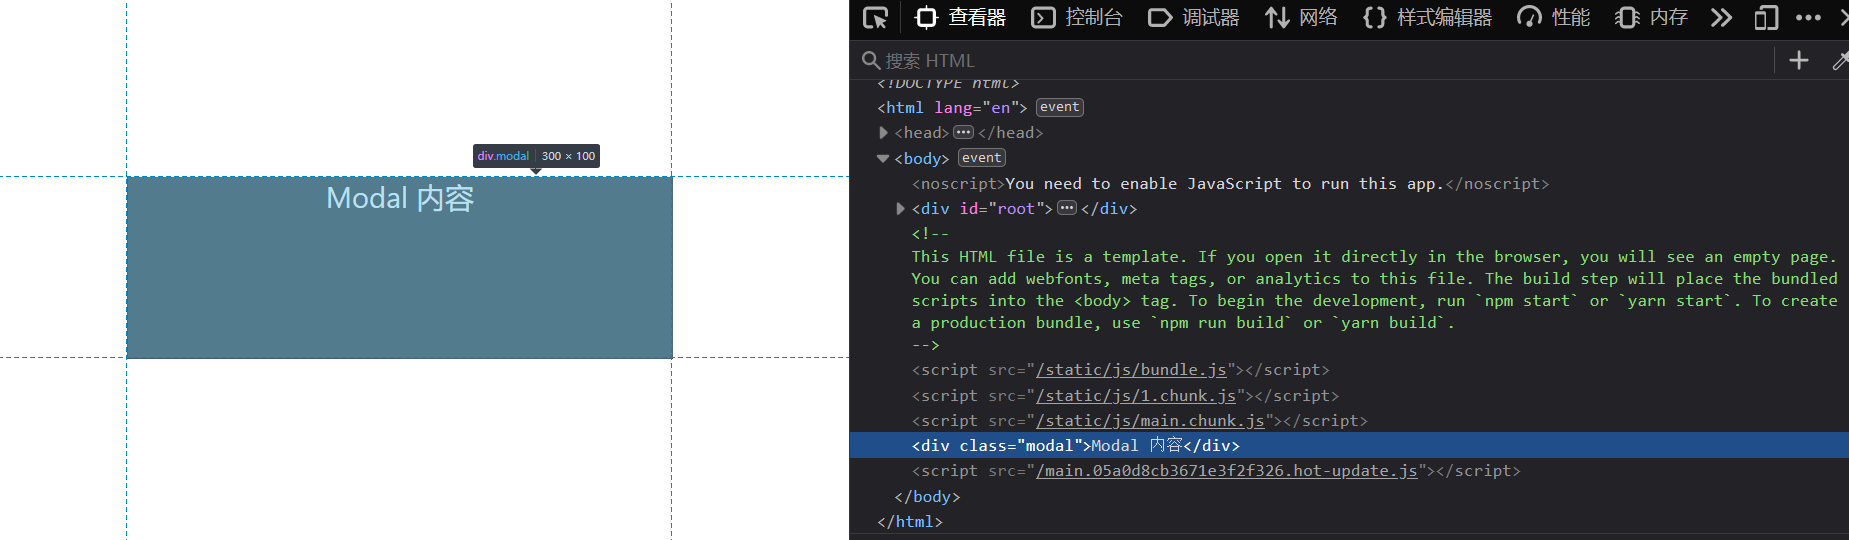 div.modal 300 × 100
Modal 内容
查看器 控制台 调试器 网络 样式编辑器 性能 内存
搜索 HTML
<!DOCTYPE html>
<html lang="en"> event
<head> ••• </head>
<body> event
<noscript>You need to enable JavaScript to run this app.</noscript>
<div id="root"> ••• </div>
<!--
This HTML file is a template. If you open it directly in the browser, you will see an empty page.
You can add webfonts, meta tags, or analytics to this file. The build step will place the bundled
scripts into the <body> tag. To begin the development, run `npm start` or `yarn start`. To create
a production bundle, use `npm run build` or `yarn build`.
-->
<script src="/static/js/bundle.js"></script>
<script src="/static/js/1.chunk.js"></script>
<script src="/static/js/main.chunk.js"></script>
<div class="modal">Modal 内容</div>
<script src="/main.05a0d8cb3671e3f2f326.hot-update.js"></script>
</body>
</html>